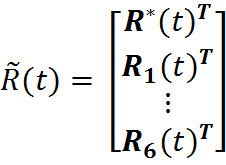 R̃(t) = [ R*(t)ᵀ
R₁(t)ᵀ
⋮
R₆(t)ᵀ ]